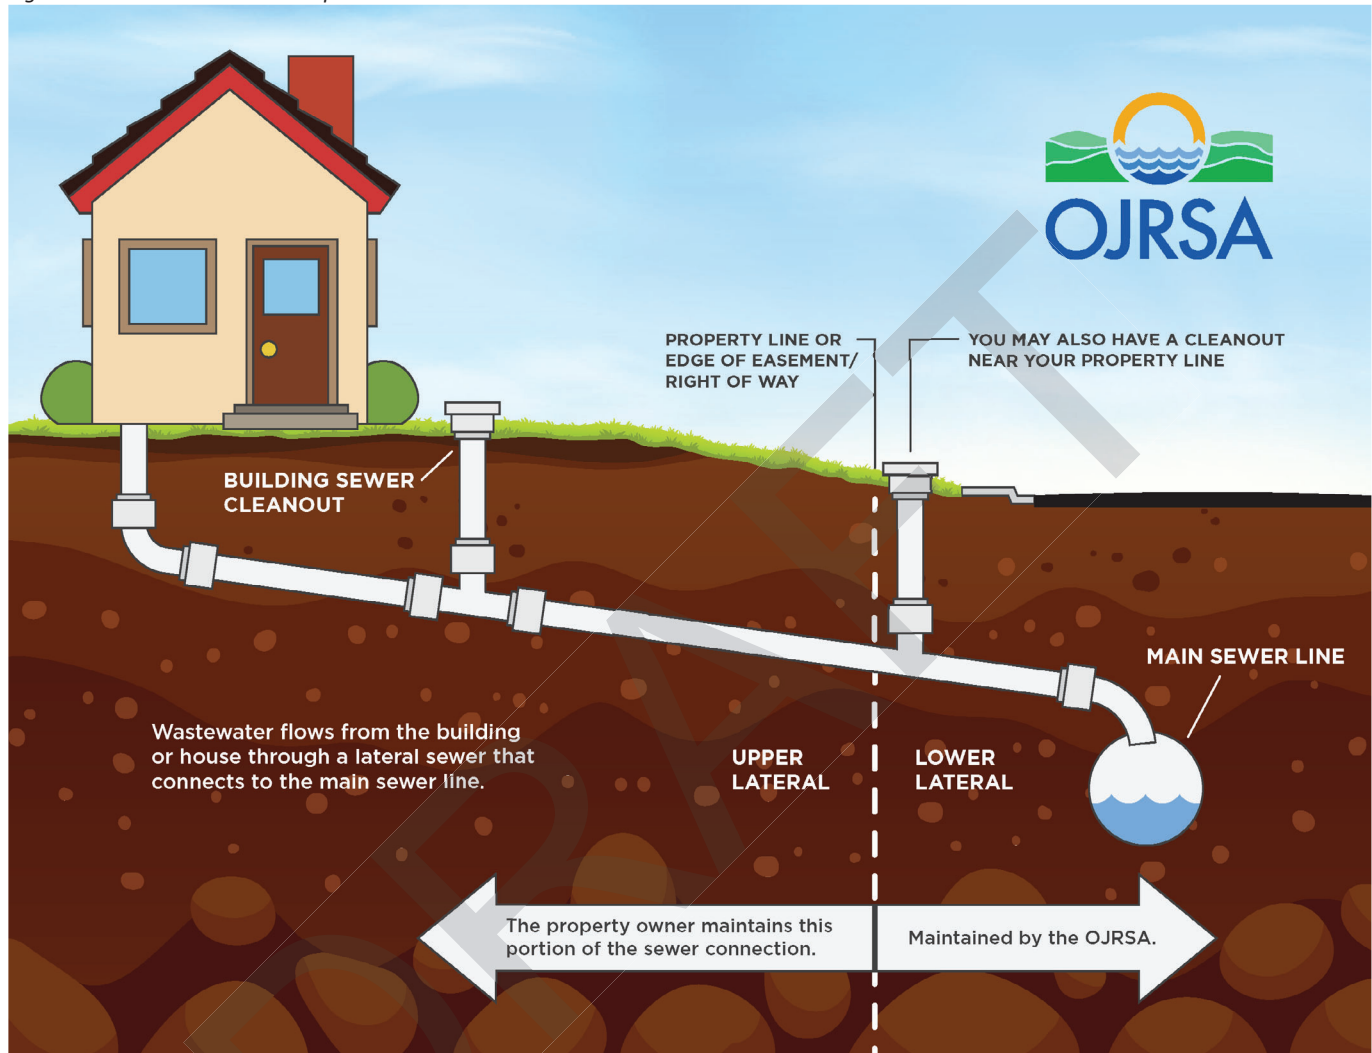 OJRSA
PROPERTY LINE OR
EDGE OF EASEMENT/
RIGHT OF WAY
YOU MAY ALSO HAVE A CLEANOUT
NEAR YOUR PROPERTY LINE
BUILDING SEWER
CLEANOUT
MAIN SEWER LINE
Wastewater flows from the building
or house through a lateral sewer that
connects to the main sewer line.
UPPER
LATERAL
LOWER
LATERAL
The property owner maintains this
portion of the sewer connection.
Maintained by the OJRSA.
DRAFT